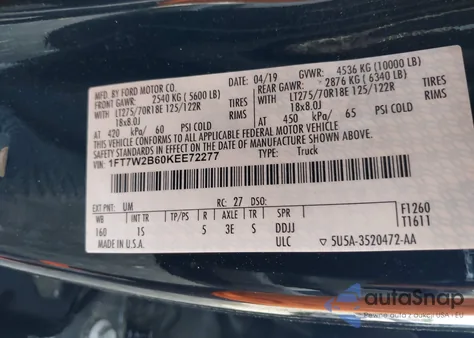 MFD. BY FORD MOTOR CO. 04/19 GVWR: 4536 KG (10000 LB)
FRONT GAWR: 2540 KG ( 5600 LB) REAR GAWR: 2876 KG ( 6340 LB)
LT275/70R18E 125/122R RIMS LT275/70R18E 125/122R
18x8.0J TIRES RIMS 18x8.0J
AT 420 kPa/ 60 PSI COLD AT 450 kPa/ 65 PSI COLD
THIS VEHICLE CONFORMS TO ALL APPLICABLE FEDERAL MOTOR VEHICLE SAFETY STANDARDS IN EFFECT ON THE DATE OF MANUFACTURE SHOWN ABOVE.
VIN: 1FT7W2B60KEE72277 TYPE: Truck
EXT PNT: UM RC: 27 DSO:
WB INT TR TP/PS R AXLE TR SPR
160 1S 5 3E S DDJJ
MADE IN U.S.A. ULC
F1260
T1611
5U5A-3520472-AA
autoSnap
Pewne auta z aukcji USA • EU